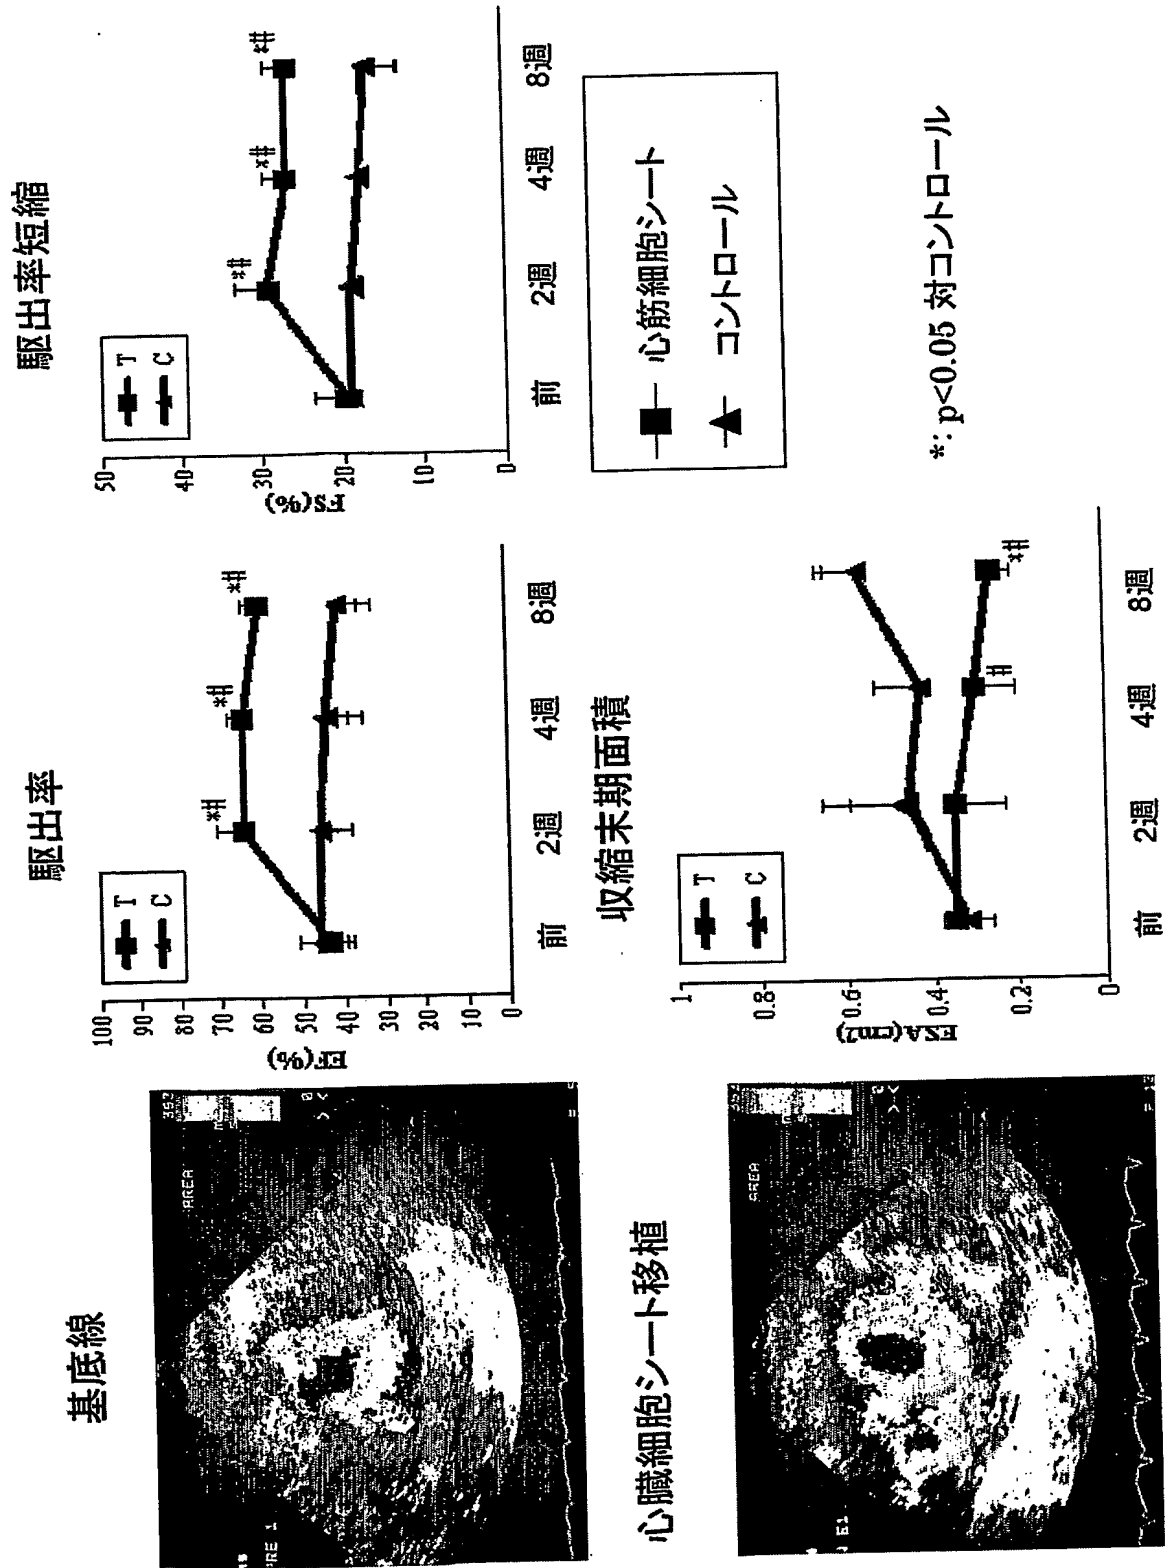 基底線
PRE 1
AREA
心臓細胞シート移植
AREA
駆出率
T
C
EF(%)
100
90
80
70
60
50
40
0
*#
*#
*#
前
2週
4週
8週
駆出率短縮
T
C
FS(%)
50
40
30
20
10
0
*#
*#
*#
前
2週
4週
8週
収縮末期面積
T
C
ESA(cm²)
1
0.8
0.6
0.4
0.2
0
#
*#
前
2週
4週
8週
心筋細胞シート
コントロール
*: p<0.05 対コントロール